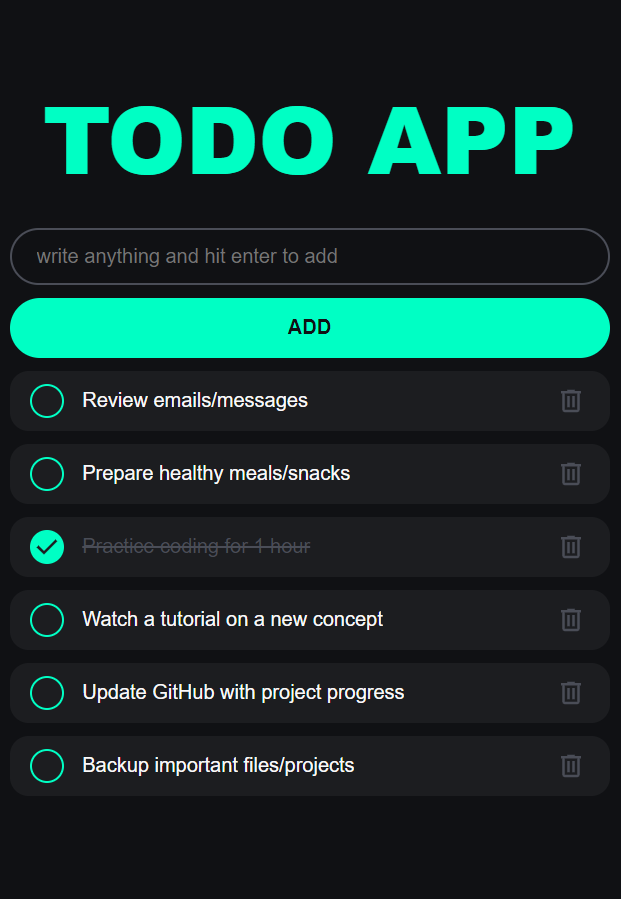 TODO APP
write anything and hit enter to add
ADD
Review emails/messages
Prepare healthy meals/snacks
Practice coding for 1 hour
Watch a tutorial on a new concept
Update GitHub with project progress
Backup important files/projects